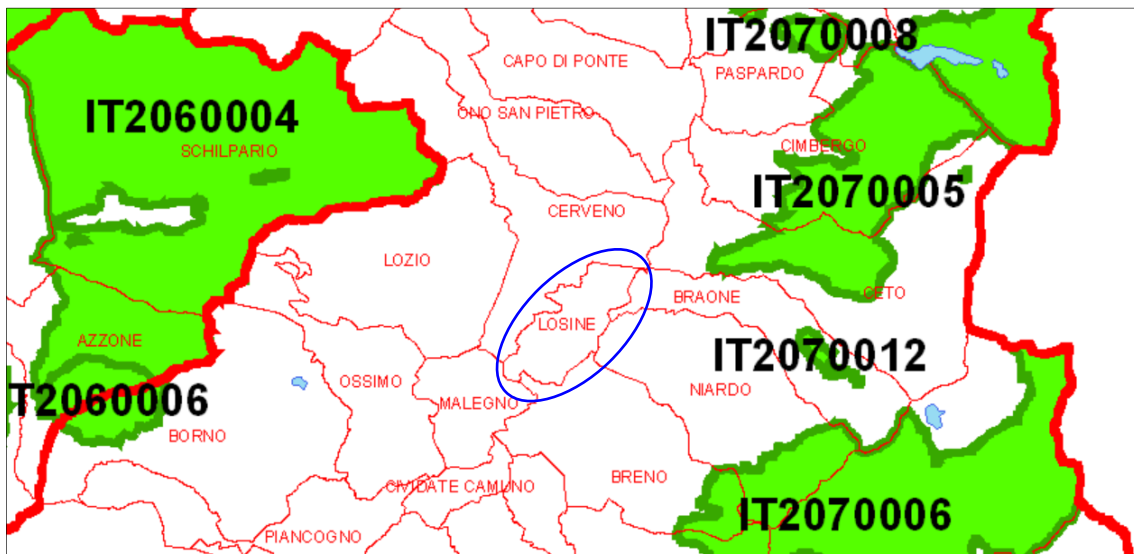 IT2070008
CAPO DI PONTE
PASPARDO
IT2060004
ONO SAN PIETRO
SCHILPARIO
CIMBERGO
IT2070005
CERVENO
LOZIO
BRAONE
CETO
LOSINE
AZZONE
IT2070012
OSSIMO
NIARDO
T2060006
MALEGNO
BORNO
BRENO
CIVIDATE CAMUNO
IT2070006
PIANCOGNO